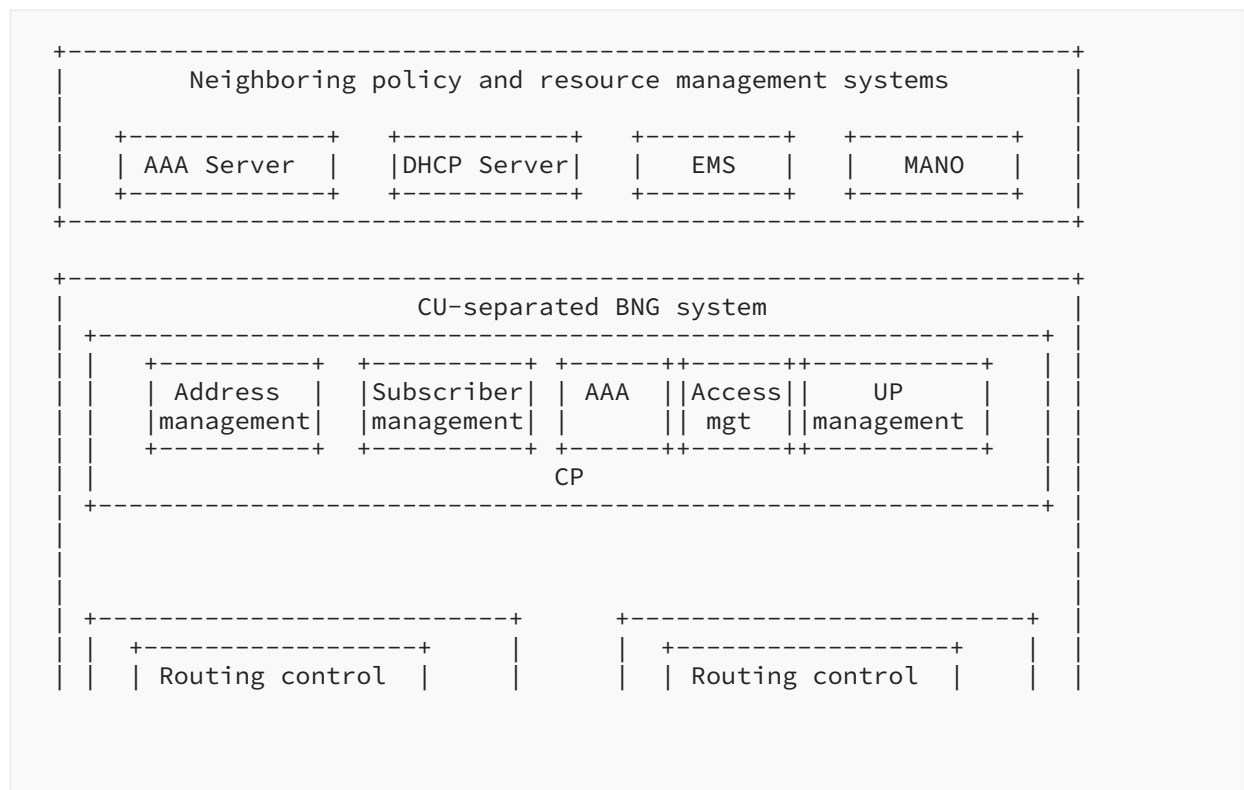 Neighboring policy and resource management systems
AAA Server DHCP Server EMS MANO
CU-separated BNG system
Address Subscriber AAA Access UP
management management mgt management
CP
Routing control Routing control